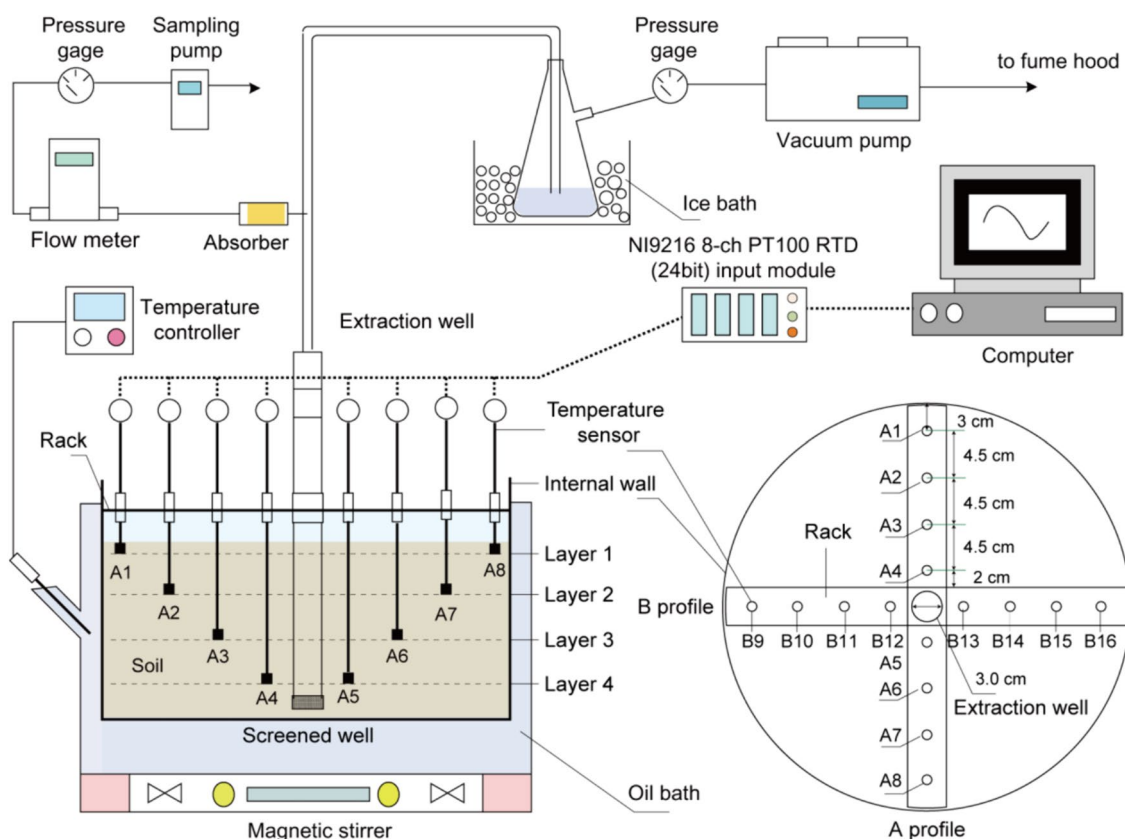 Pressure
gage
Sampling
pump
Pressure
gage
to fume hood
Vacuum pump
Ice bath
Flow meter
Absorber
NI9216 8-ch PT100 RTD
(24bit) input module
Temperature
controller
Extraction well
Computer
Temperature
sensor
Rack
Internal wall
A1
A2
A3
A4
A5
A6
A7
A8
Layer 1
Layer 2
Layer 3
Layer 4
Soil
Screened well
Oil bath
Magnetic stirrer
A1
3 cm
4.5 cm
A2
4.5 cm
A3
Rack
4.5 cm
A4
2 cm
B profile
B9
B10
B11
B12
B13
B14
B15
B16
A5
A6
3.0 cm
Extraction well
A7
A8
A profile